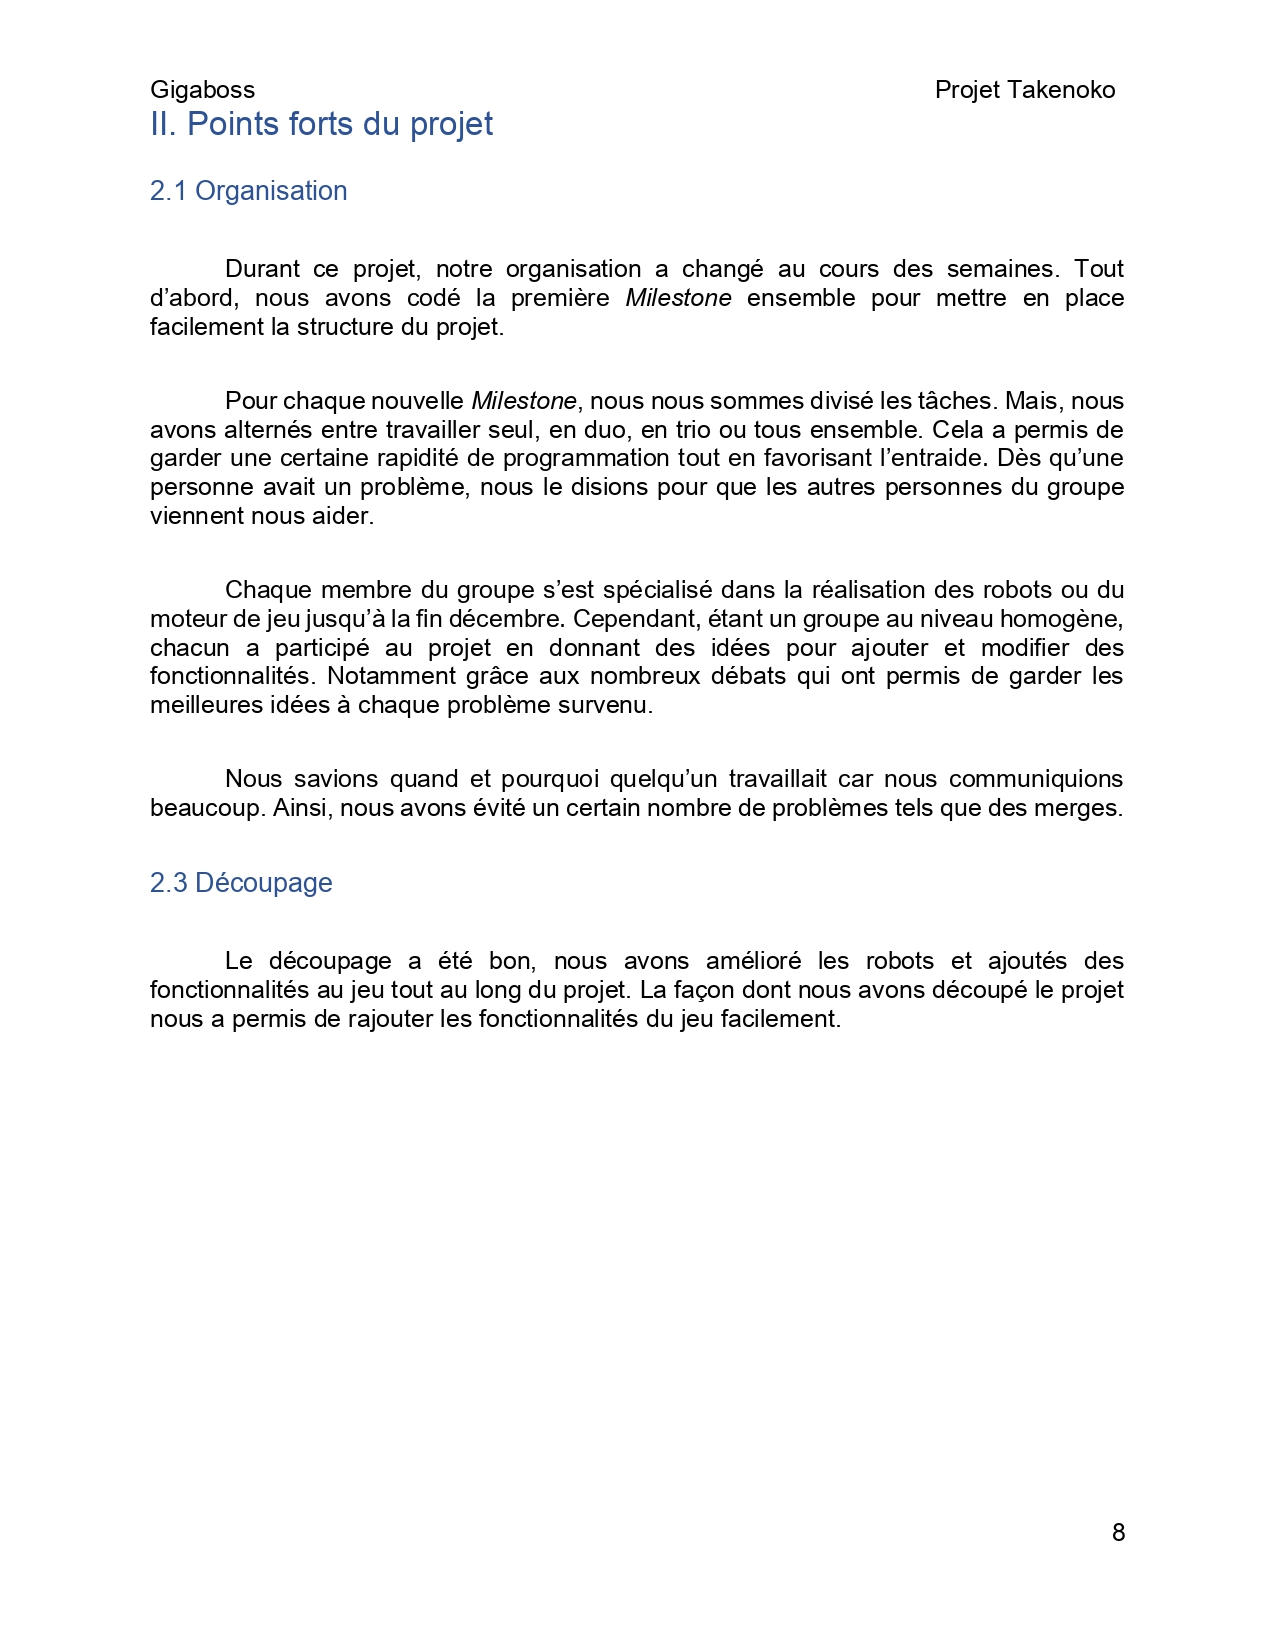 Gigaboss Projet Takenoko
II. Points forts du projet
2.1 Organisation
Durant ce projet, notre organisation a changé au cours des semaines. Tout
d’abord, nous avons codé la première Milestone ensemble pour mettre en place
facilement la structure du projet.
Pour chaque nouvelle Milestone, nous nous sommes divisé les tâches. Mais, nous
avons alternés entre travailler seul, en duo, en trio ou tous ensemble. Cela a permis de
garder une certaine rapidité de programmation tout en favorisant l’entraide. Dès qu’une
personne avait un problème, nous le disions pour que les autres personnes du groupe
viennent nous aider.
Chaque membre du groupe s’est spécialisé dans la réalisation des robots ou du
moteur de jeu jusqu’à la fin décembre. Cependant, étant un groupe au niveau homogène,
chacun a participé au projet en donnant des idées pour ajouter et modifier des
fonctionnalités. Notamment grâce aux nombreux débats qui ont permis de garder les
meilleures idées à chaque problème survenu.
Nous savions quand et pourquoi quelqu’un travaillait car nous communiquions
beaucoup. Ainsi, nous avons évité un certain nombre de problèmes tels que des merges.
2.3 Découpage
Le découpage a été bon, nous avons amélioré les robots et ajoutés des
fonctionnalités au jeu tout au long du projet. La façon dont nous avons découpé le projet
nous a permis de rajouter les fonctionnalités du jeu facilement.
8